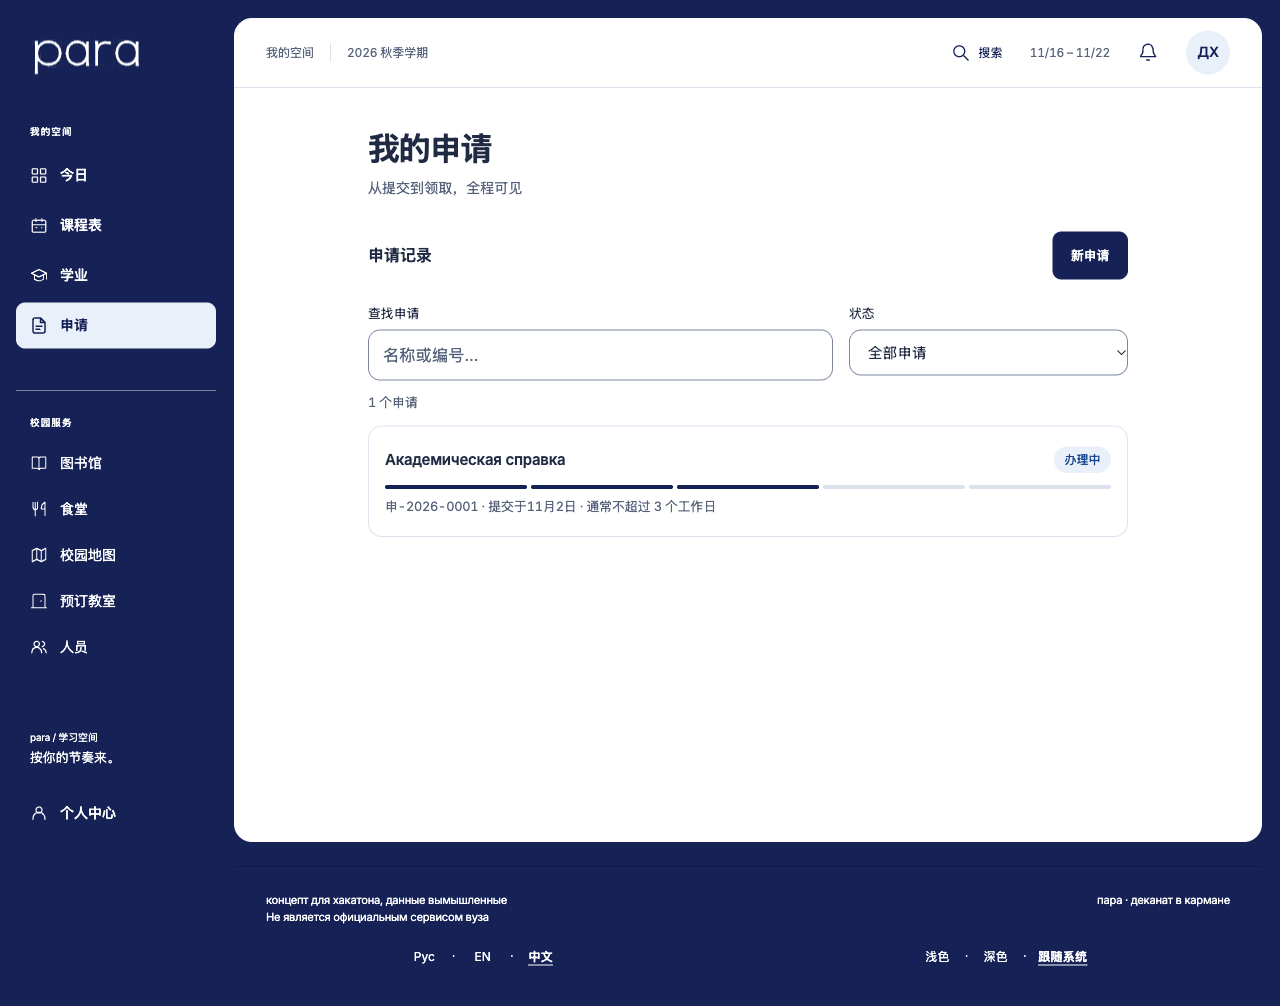 para
我的空间
今日
课程表
学业
申请
校园服务
图书馆
食堂
校园地图
预订教室
人员
para / 学习空间
按你的节奏来。
个人中心
我的空间
2026 秋季学期
搜索
11/16 – 11/22
ДХ
我的申请
从提交到领取，全程可见
申请记录
新申请
查找申请
状态
名称或编号…
全部申请
1 个申请
Академическая справка
办理中
申-2026-0001 · 提交于11月2日 · 通常不超过 3 个工作日
концепт для хакатона, данные вымышленные
Не является официальным сервисом вуза
пара · деканат в кармане
Рус · EN · 中文
浅色 · 深色 · 跟随系统